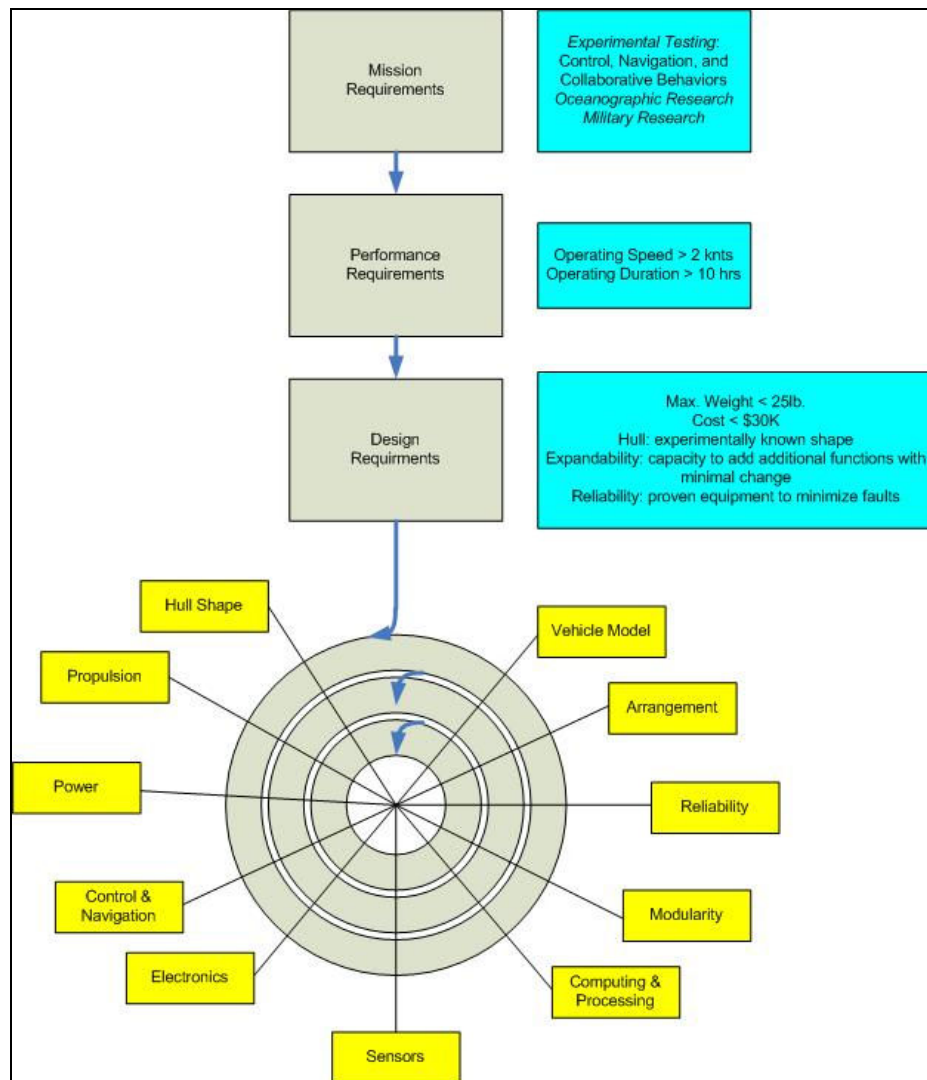 Mission
Requirements
Experimental Testing:
Control, Navigation, and
Collaborative Behaviors
Oceanographic Research
Military Research
Performance
Requirements
Operating Speed > 2 knts
Operating Duration > 10 hrs
Design
Requirments
Max. Weight < 25lb.
Cost < $30K
Hull: experimentally known shape
Expandability: capacity to add additional functions with
minimal change
Reliability: proven equipment to minimize faults
Hull Shape
Vehicle Model
Propulsion
Arrangement
Power
Reliability
Control &
Navigation
Modularity
Electronics
Computing &
Processing
Sensors